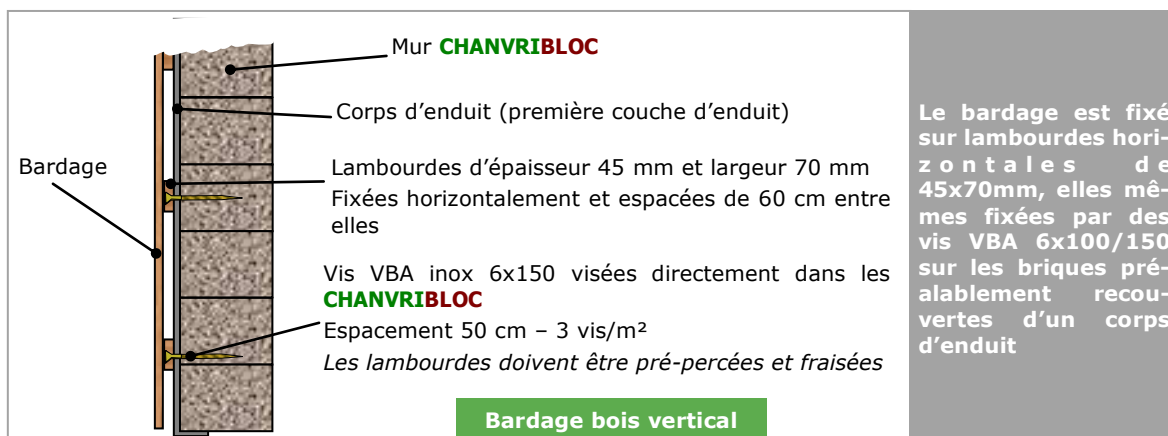 Mur CHANVRIBLOC
Corps d’enduit (première couche d’enduit)
Bardage
Lambourdes d’épaisseur 45 mm et largeur 70 mm
Fixées horizontalement et espacées de 60 cm entre
elles
Vis VBA inox 6x150 visées directement dans les
CHANVRIBLOC
Espacement 50 cm – 3 vis/m²
Les lambourdes doivent être pré-percées et fraisées
Bardage bois vertical
Le bardage est fixé
sur lambourdes hori-
zontales de
45x70mm, elles mê-
mes fixées par des
vis VBA 6x100/150
sur les briques pré-
alablement recou-
vertes d’un corps
d’enduit